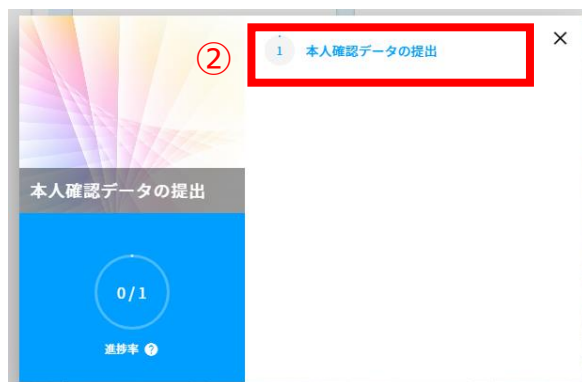 ②
1 本人確認データの提出
×
本人確認データの提出
0/1
進捗率 ?